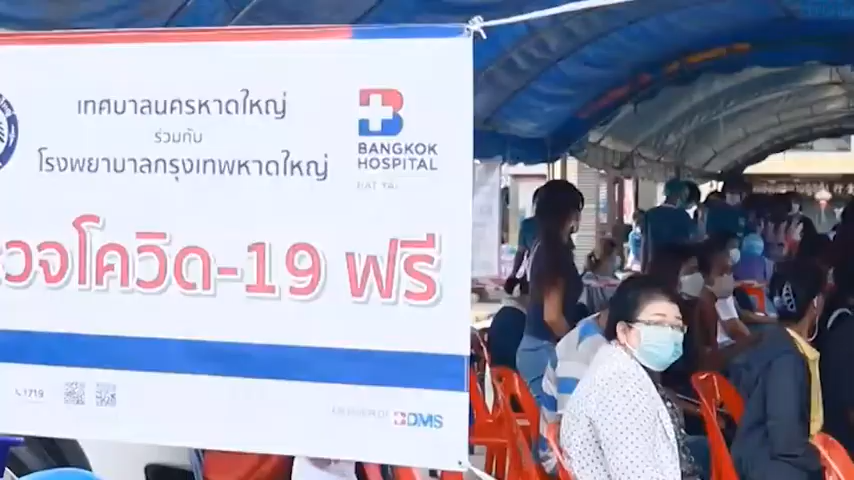 เทศบาลนครหาดใหญ่
ร่วมกับ
โรงพยาบาลกรุงเทพหาดใหญ่
BANGKOK
HOSPITAL
HAT YAI
วจโควิด-19 ฟรี
1719
BDMS